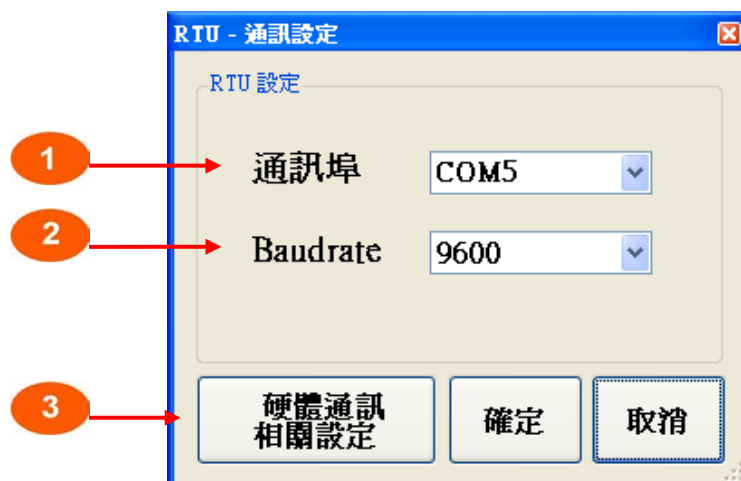 RTU - 通訊設定
RTU 設定
1
通訊埠
COM5
2
Baudrate
9600
3
硬體通訊
相關設定
確定
取消